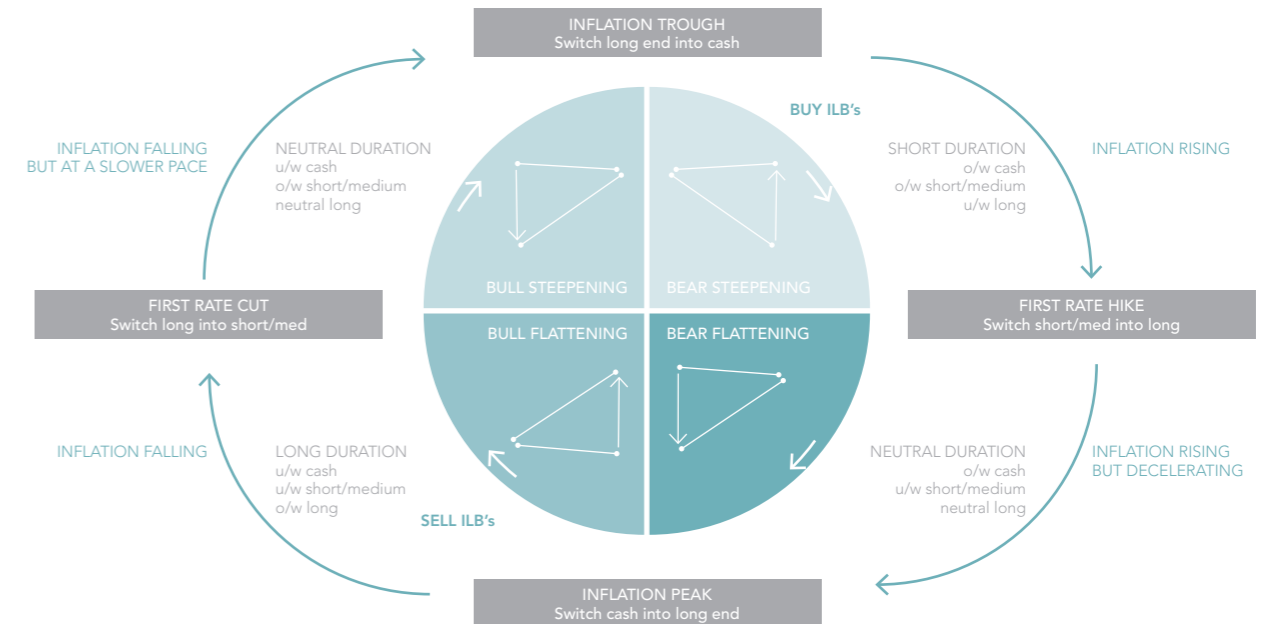 INFLATION TROUGH
Switch long end into cash
BUY ILB's
INFLATION FALLING
BUT AT A SLOWER PACE
NEUTRAL DURATION
u/w cash
o/w short/medium
neutral long
SHORT DURATION
o/w cash
o/w short/medium
u/w long
INFLATION RISING
BULL STEEPENING
BEAR STEEPENING
FIRST RATE CUT
Switch long into short/med
FIRST RATE HIKE
Switch short/med into long
BULL FLATTENING
BEAR FLATTENING
INFLATION FALLING
LONG DURATION
u/w cash
u/w short/medium
o/w long
NEUTRAL DURATION
o/w cash
u/w short/medium
neutral long
INFLATION RISING
BUT DECELERATING
SELL ILB's
INFLATION PEAK
Switch cash into long end